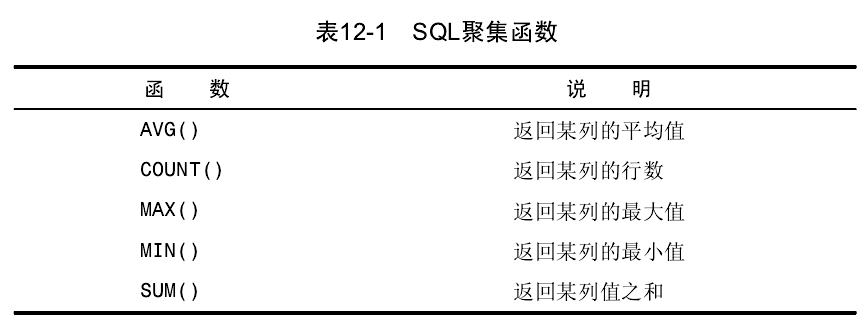 表12-1 SQL聚集函数
函 数 说 明
AVG() 返回某列的平均值
COUNT() 返回某列的行数
MAX() 返回某列的最大值
MIN() 返回某列的最小值
SUM() 返回某列值之和